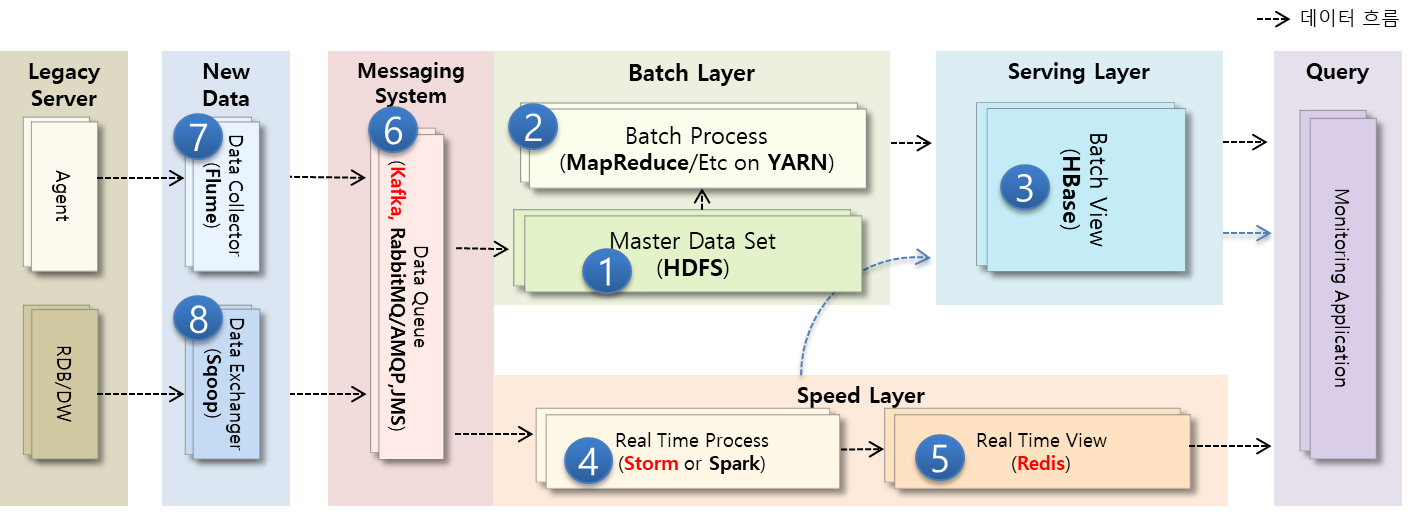 데이터 흐름
Legacy
Server
Agent
RDB/DW
New
Data
7
Data Collector
(Flume)
8
Data Exchanger
(Sqoop)
Messaging
System
6
Data Queue
(Kafka, RabbitMQ/AMQP,JMS)
Batch Layer
2
Batch Process
(MapReduce/Etc on YARN)
Master Data Set
1
(HDFS)
Serving Layer
3
Batch View
(HBase)
Speed Layer
4
Real Time Process
(Storm or Spark)
5
Real Time View
(Redis)
Query
Monitoring Application